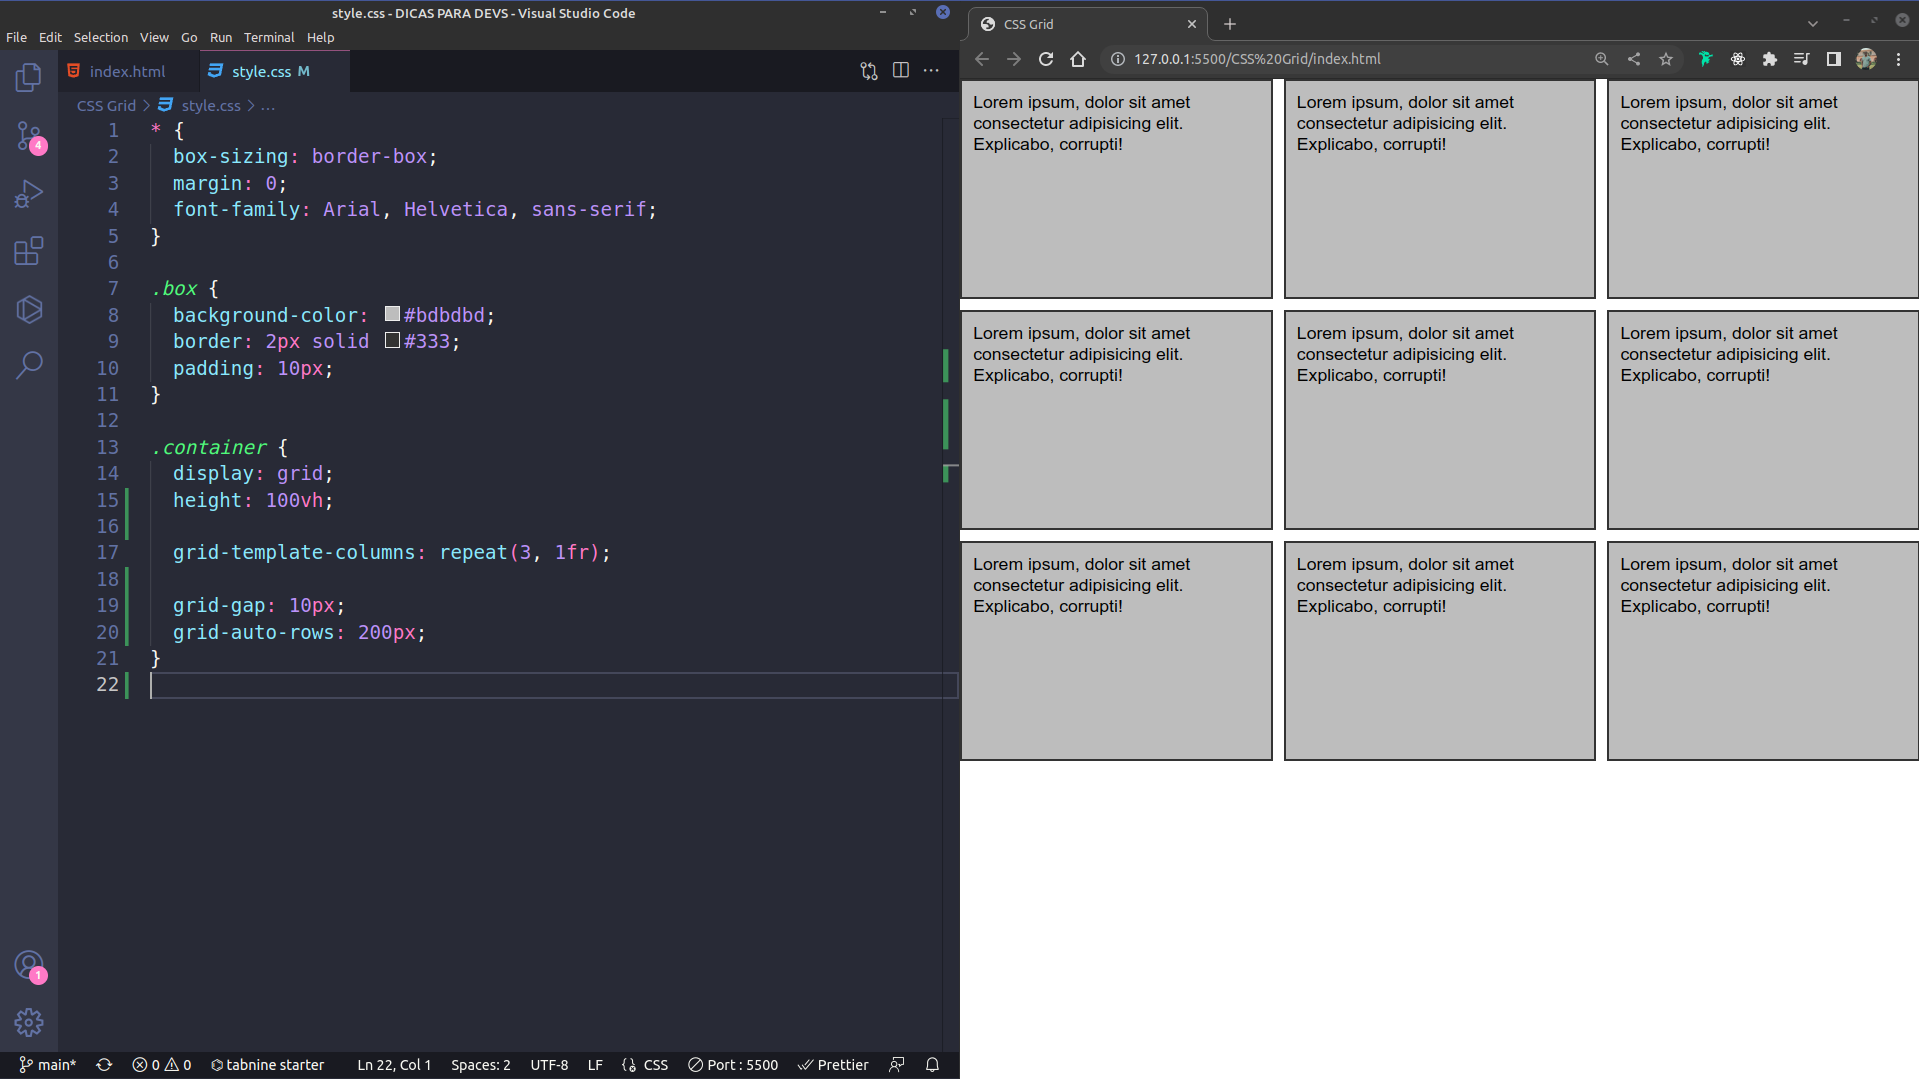 style.css - DICAS PARA DEVS - Visual Studio Code
File Edit Selection View Go Run Terminal Help
index.html
style.css M
CSS Grid > style.css > ...
1 * {
2 box-sizing: border-box;
3 margin: 0;
4 font-family: Arial, Helvetica, sans-serif;
5 }
6
7 .box {
8 background-color: #bdbdbd;
9 border: 2px solid #333;
10 padding: 10px;
11 }
12
13 .container {
14 display: grid;
15 height: 100vh;
16
17 grid-template-columns: repeat(3, 1fr);
18
19 grid-gap: 10px;
20 grid-auto-rows: 200px;
21 }
22
4
1
main* 0 0 tabnine starter Ln 22, Col 1 Spaces: 2 UTF-8 LF CSS Port : 5500 Prettier
CSS Grid
127.0.0.1:5500/CSS%20Grid/index.html
Lorem ipsum, dolor sit amet
consectetur adipisicing elit.
Explicabo, corrupti!
Lorem ipsum, dolor sit amet
consectetur adipisicing elit.
Explicabo, corrupti!
Lorem ipsum, dolor sit amet
consectetur adipisicing elit.
Explicabo, corrupti!
Lorem ipsum, dolor sit amet
consectetur adipisicing elit.
Explicabo, corrupti!
Lorem ipsum, dolor sit amet
consectetur adipisicing elit.
Explicabo, corrupti!
Lorem ipsum, dolor sit amet
consectetur adipisicing elit.
Explicabo, corrupti!
Lorem ipsum, dolor sit amet
consectetur adipisicing elit.
Explicabo, corrupti!
Lorem ipsum, dolor sit amet
consectetur adipisicing elit.
Explicabo, corrupti!
Lorem ipsum, dolor sit amet
consectetur adipisicing elit.
Explicabo, corrupti!